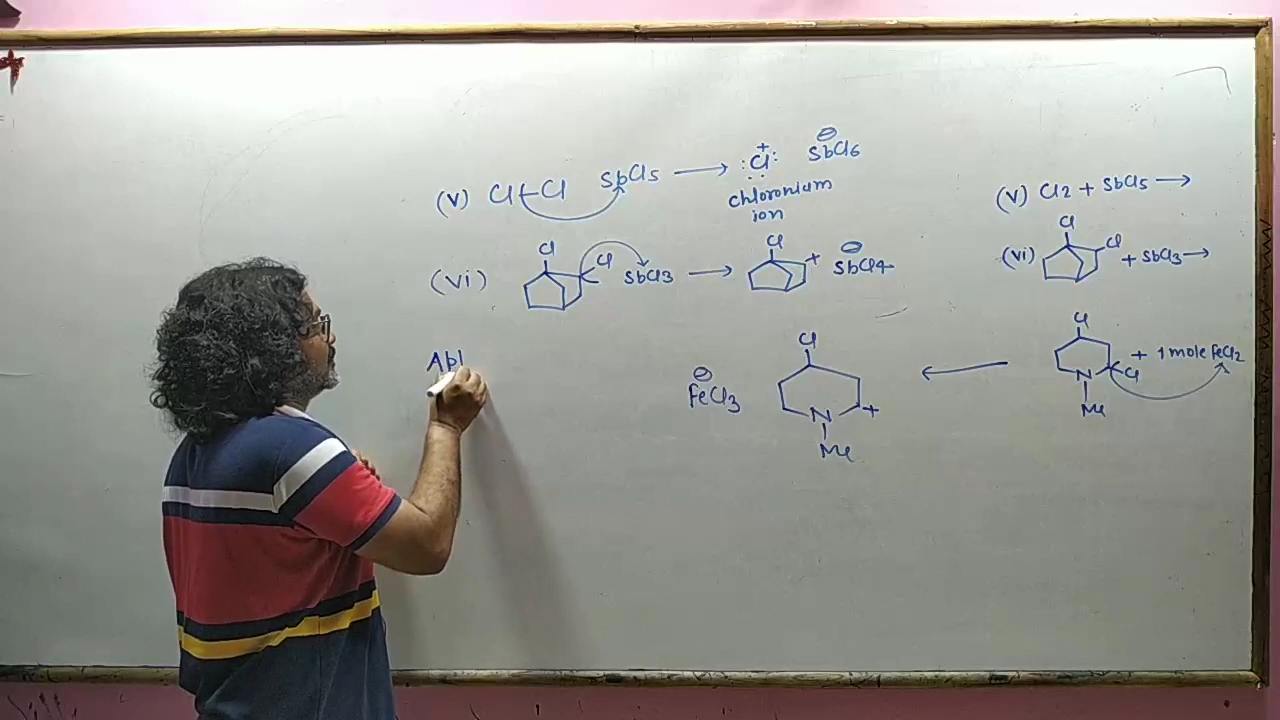 (V) Cl–Cl SbCl5 ⟶ :Cl: + SbCl6 ⊖
chloronium
ion
(Vi) Cl Cl SbCl3 ⟶ Cl + SbCl4 ⊖
Abl
FeCl3 ⊖ Cl N + Me
(V) Cl2 + SbCl5 ⟶
(Vi) Cl Cl + SbCl3 ⟶
Cl N Cl Me + 1 mole FeCl2